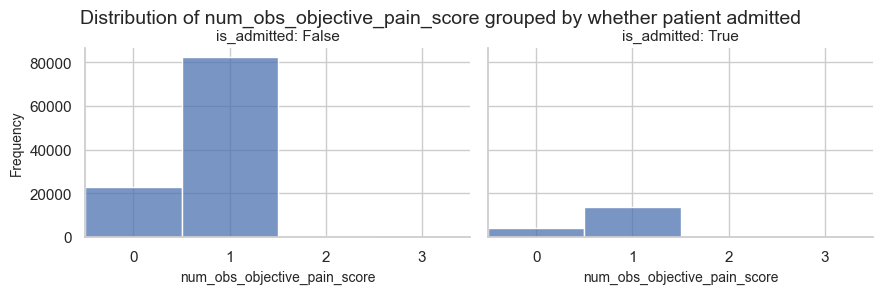 Distribution of num_obs_objective_pain_score grouped by whether patient admitted
is_admitted: False
is_admitted: True
80000
60000
40000
20000
0
Frequency
0 1 2 3
0 1 2 3
num_obs_objective_pain_score
num_obs_objective_pain_score